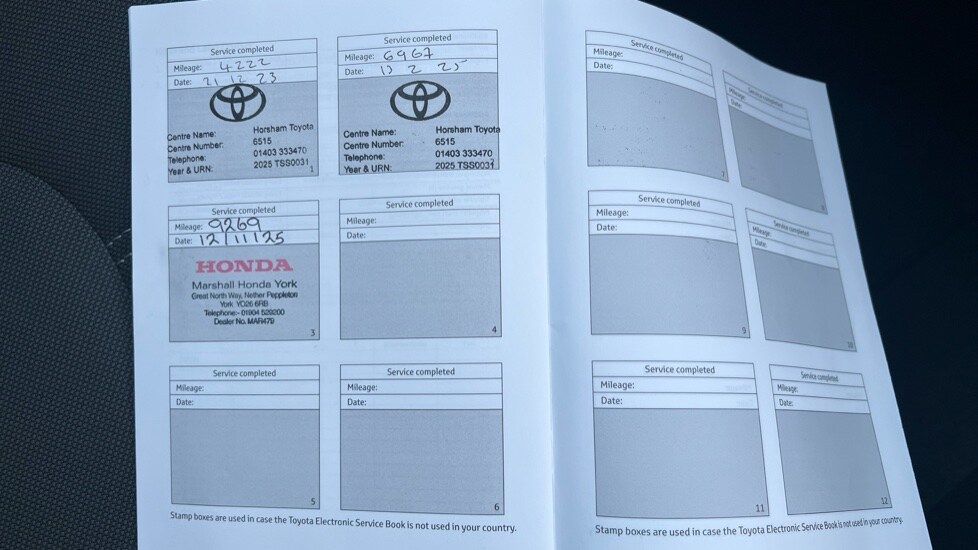 Service completed
Mileage: 4222
Date: 21 12 23
Centre Name: Horsham Toyota
Centre Number: 6515
Telephone: 01403 333470
Year & URN: 2025 TSS0031
1
Service completed
Mileage: 6967
Date: 13 2 25
Centre Name: Horsham Toyota
Centre Number: 6515
Telephone: 01403 333470
Year & URN: 2025 TSS0031
Service completed
Mileage: 9269
Date: 12/11/25
HONDA
Marshall Honda York
Great North Way, Nether Poppleton
York YO26 6RB
Telephone:- 01904 529200
Dealer No. MAR479
3
Service completed
Mileage:
Date:
4
Service completed
Mileage:
Date:
5
Service completed
Mileage:
Date:
6
Stamp boxes are used in case the Toyota Electronic Service Book is not used in your country.
Service completed
Mileage:
Date:
7
Service completed
Mileage:
Date:
8
Service completed
Mileage:
Date:
9
Service completed
Mileage:
Date:
10
Service completed
Mileage:
Date:
11
Service completed
Mileage:
Date:
12
Stamp boxes are used in case the Toyota Electronic Service Book is not used in your country.